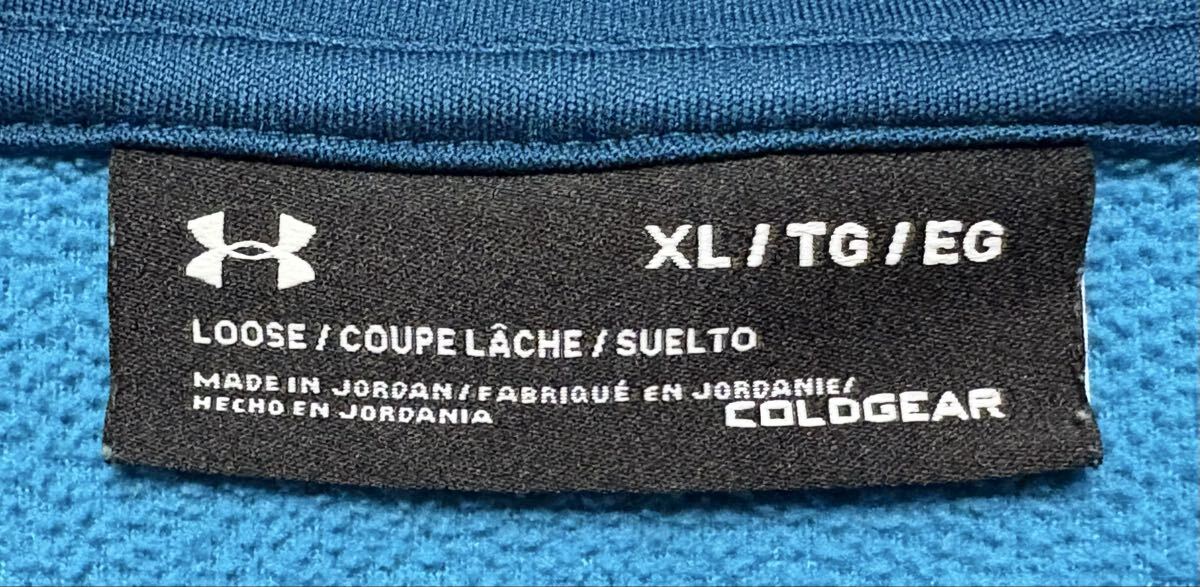 XL / TG / EG
LOOSE / COUPE LÂCHE / SUELTO
MADE IN JORDAN / FABRIQUÉ EN JORDANIE /
HECHO EN JORDANIA
COLDGEAR